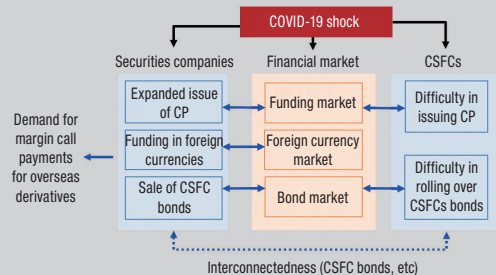 COVID-19 shock
Securities companies
Financial market
CSFCs
Expanded issue
of CP
Funding market
Difficulty in
issuing CP
Demand for
margin call
payments
for overseas
derivatives
Funding in foreign
currencies
Foreign currency
market
Sale of CSFC
bonds
Bond market
Difficulty in
rolling over
CSFCs bonds
Interconnectedness (CSFC bonds, etc)